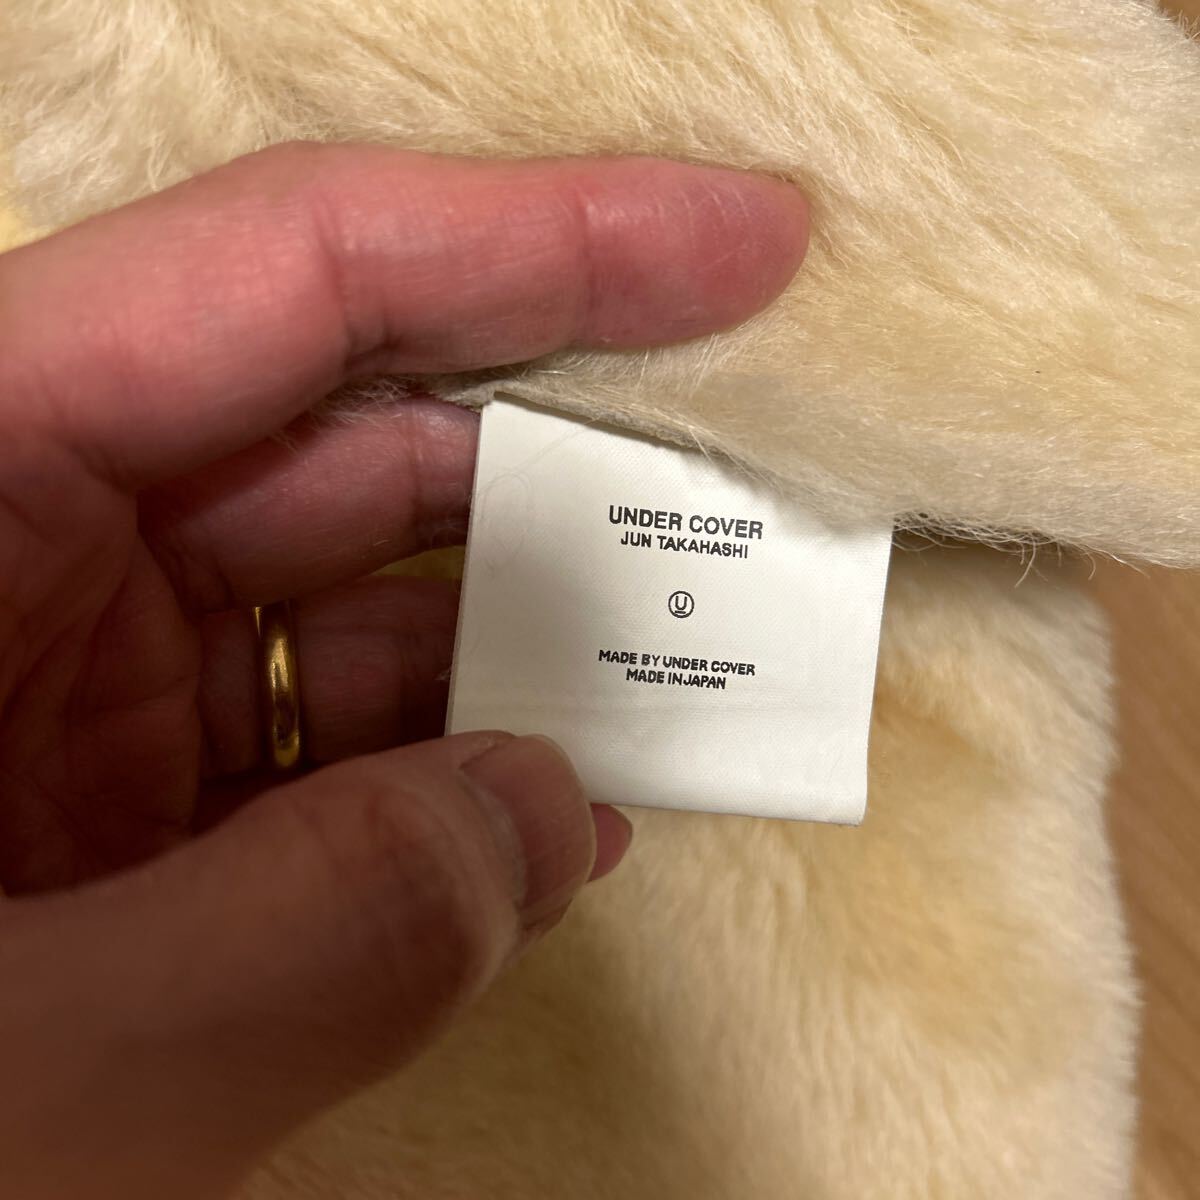 UNDER COVER
JUN TAKAHASHI
U
MADE BY UNDER COVER
MADE IN JAPAN